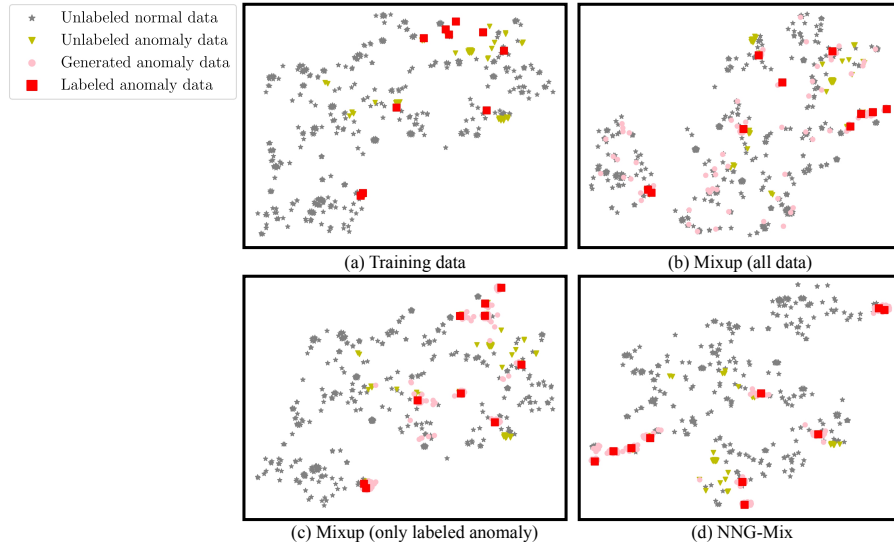 Unlabeled normal data
Unlabeled anomaly data
Generated anomaly data
Labeled anomaly data
(a) Training data
(b) Mixup (all data)
(c) Mixup (only labeled anomaly)
(d) NNG-Mix